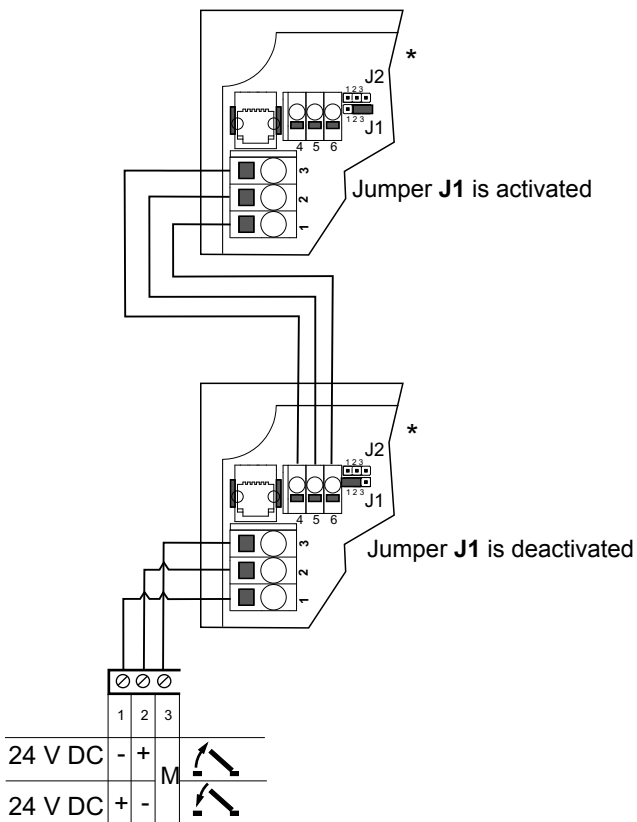 *
J2
1 2 3
1 2 3
J1
4 5 6
3
2
1
Jumper J1 is activated
*
J2
1 2 3
1 2 3
J1
4 5 6
3
2
1
Jumper J1 is deactivated
1 2 3
24 V DC - +
M
24 V DC + -